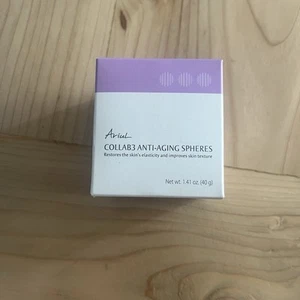 Ariul
COLLAB3 ANTI-AGING SPHERES
Restores the skin's elasticity and improves skin texture
Net wt. 1.41 oz. (40 g)